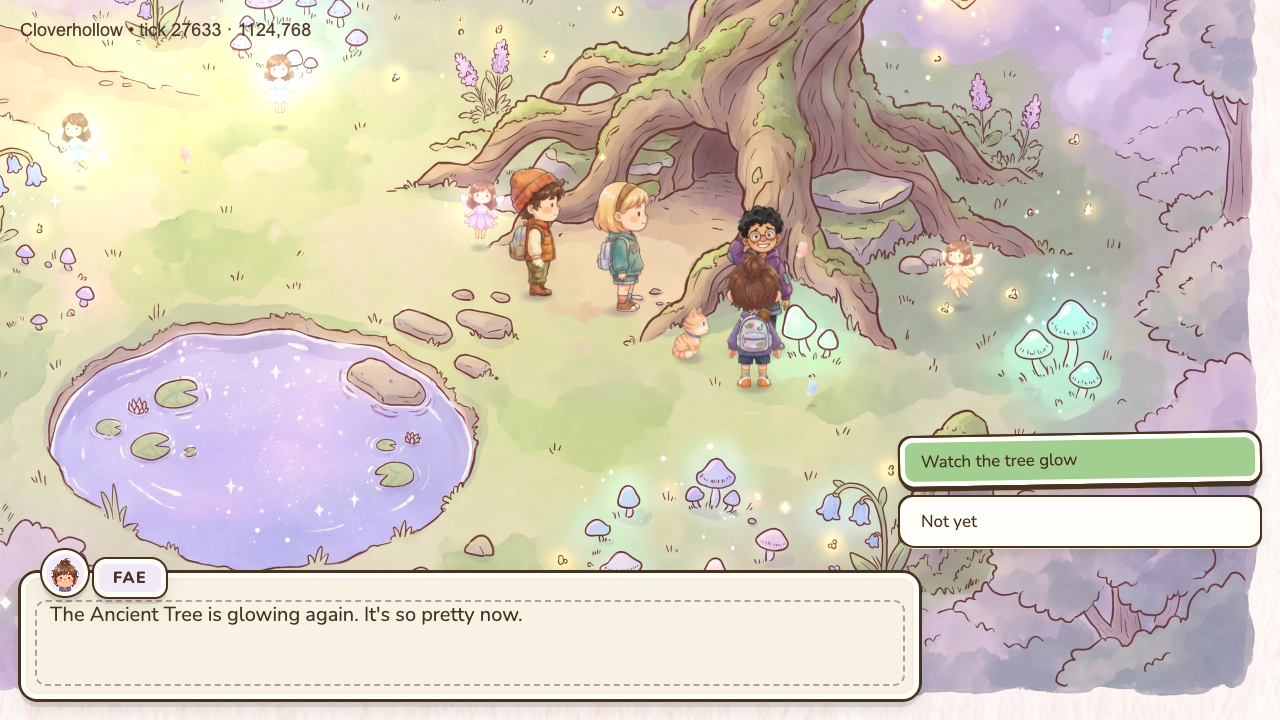 Cloverhollow • tick 27633 · 1124,768
Watch the tree glow
Not yet
FAE
The Ancient Tree is glowing again. It's so pretty now.